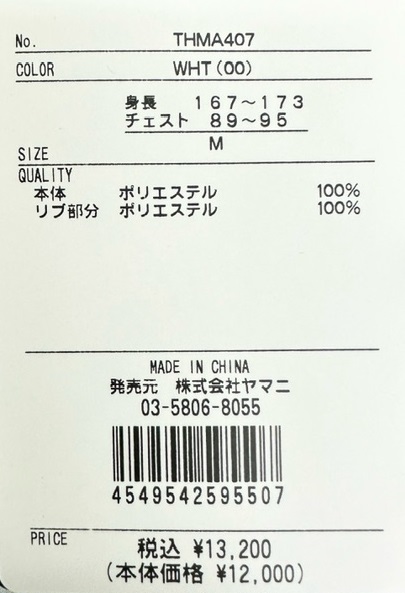 No. THMA407
COLOR WHT(00)
身長 167~173
チェスト 89~95
SIZE M
QUALITY
本体 ポリエステル 100%
リブ部分 ポリエステル 100%
MADE IN CHINA
発売元 株式会社ヤマニ
03-5806-8055
4549542595507
PRICE 税込 ¥13,200
(本体価格 ¥12,000)